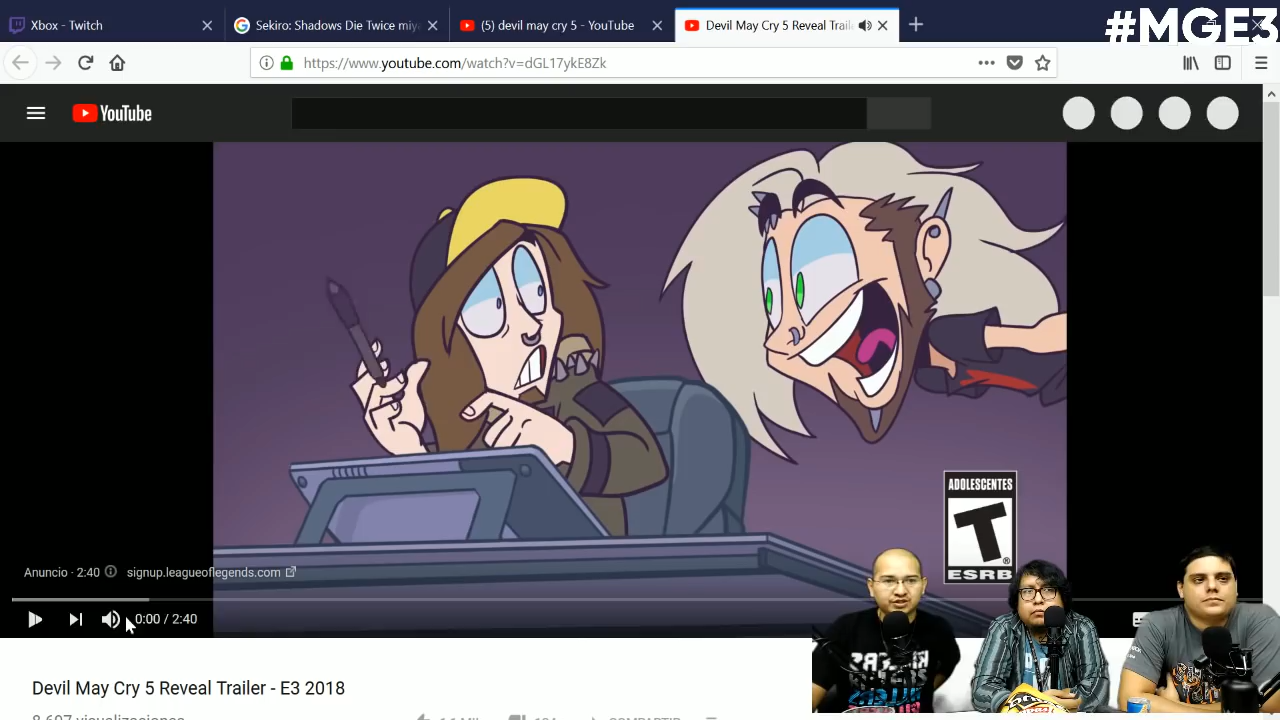 Xbox - Twitch
Sekiro: Shadows Die Twice miy
(5) devil may cry 5 - YouTube
Devil May Cry 5 Reveal Traile
#MGE3
https://www.youtube.com/watch?v=dGL17ykE8Zk
YouTube
ADOLESCENTES
T
ESRB
Anuncio · 2:40
signup.leagueoflegends.com
0:00 / 2:40
Devil May Cry 5 Reveal Trailer - E3 2018